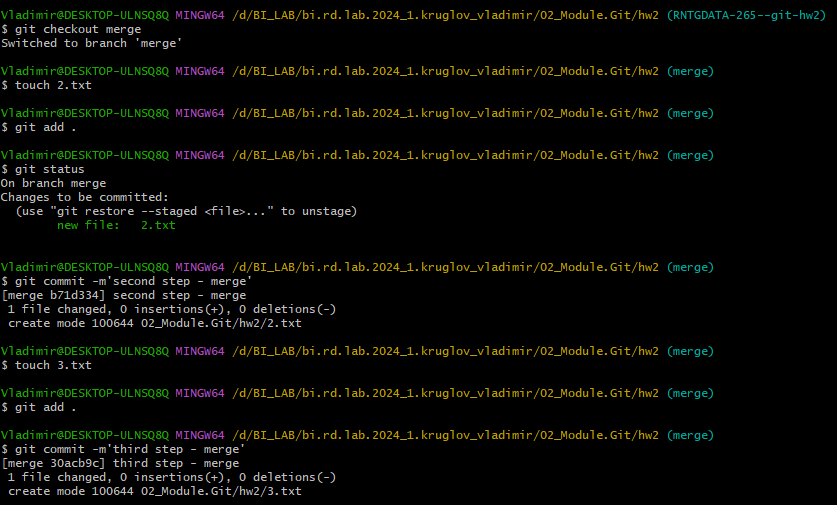 Vladimir@DESKTOP-ULNSQ8Q MINGW64 /d/BI_LAB/bi.rd.lab.2024_1.kruglov_vladimir/02_Module.Git/hw2 (RNTGDATA-265--git-hw2)
$ git checkout merge
Switched to branch 'merge'
Vladimir@DESKTOP-ULNSQ8Q MINGW64 /d/BI_LAB/bi.rd.lab.2024_1.kruglov_vladimir/02_Module.Git/hw2 (merge)
$ touch 2.txt
Vladimir@DESKTOP-ULNSQ8Q MINGW64 /d/BI_LAB/bi.rd.lab.2024_1.kruglov_vladimir/02_Module.Git/hw2 (merge)
$ git add .
Vladimir@DESKTOP-ULNSQ8Q MINGW64 /d/BI_LAB/bi.rd.lab.2024_1.kruglov_vladimir/02_Module.Git/hw2 (merge)
$ git status
On branch merge
Changes to be committed:
  (use "git restore --staged <file>..." to unstage)
        new file:   2.txt
Vladimir@DESKTOP-ULNSQ8Q MINGW64 /d/BI_LAB/bi.rd.lab.2024_1.kruglov_vladimir/02_Module.Git/hw2 (merge)
$ git commit -m'second step - merge'
[merge b71d334] second step - merge
 1 file changed, 0 insertions(+), 0 deletions(-)
 create mode 100644 02_Module.Git/hw2/2.txt
Vladimir@DESKTOP-ULNSQ8Q MINGW64 /d/BI_LAB/bi.rd.lab.2024_1.kruglov_vladimir/02_Module.Git/hw2 (merge)
$ touch 3.txt
Vladimir@DESKTOP-ULNSQ8Q MINGW64 /d/BI_LAB/bi.rd.lab.2024_1.kruglov_vladimir/02_Module.Git/hw2 (merge)
$ git add .
Vladimir@DESKTOP-ULNSQ8Q MINGW64 /d/BI_LAB/bi.rd.lab.2024_1.kruglov_vladimir/02_Module.Git/hw2 (merge)
$ git commit -m'third step - merge'
[merge 30acb9c] third step - merge
 1 file changed, 0 insertions(+), 0 deletions(-)
 create mode 100644 02_Module.Git/hw2/3.txt